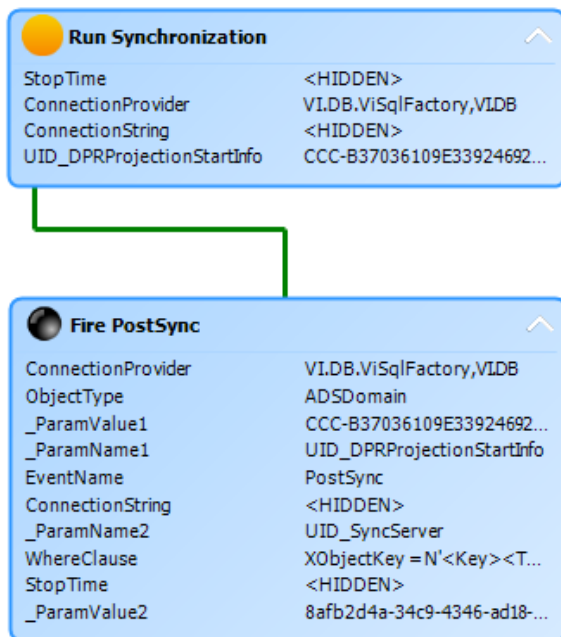 Run Synchronization
StopTime <HIDDEN>
ConnectionProvider VI.DB.ViSqlFactory,VI.DB
ConnectionString <HIDDEN>
UID_DPRProjectionStartInfo CCC-B37036109E33924692...
Fire PostSync
ConnectionProvider VI.DB.ViSqlFactory,VI.DB
ObjectType ADSDomain
_ParamValue1 CCC-B37036109E33924692...
_ParamName1 UID_DPRProjectionStartInfo
EventName PostSync
ConnectionString <HIDDEN>
_ParamName2 UID_SyncServer
WhereClause XObjectKey = N'<Key><T...
StopTime <HIDDEN>
_ParamValue2 8afb2d4a-34c9-4346-ad18-...